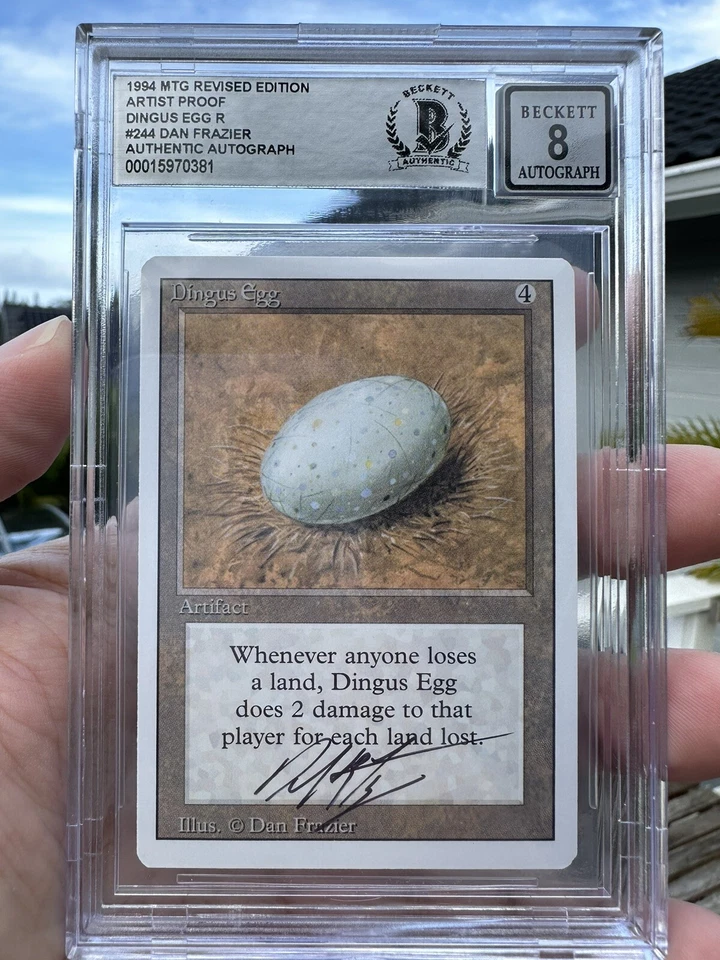 1994 MTG REVISED EDITION
ARTIST PROOF
DINGUS EGG R
#244 DAN FRAZIER
AUTHENTIC AUTOGRAPH
00015970381
BECKETT
B
AUTHENTIC
BECKETT
8
AUTOGRAPH
Dingus Egg 4
Artifact
Whenever anyone loses
a land, Dingus Egg
does 2 damage to that
player for each land lost.
Illus. © Dan Frazier